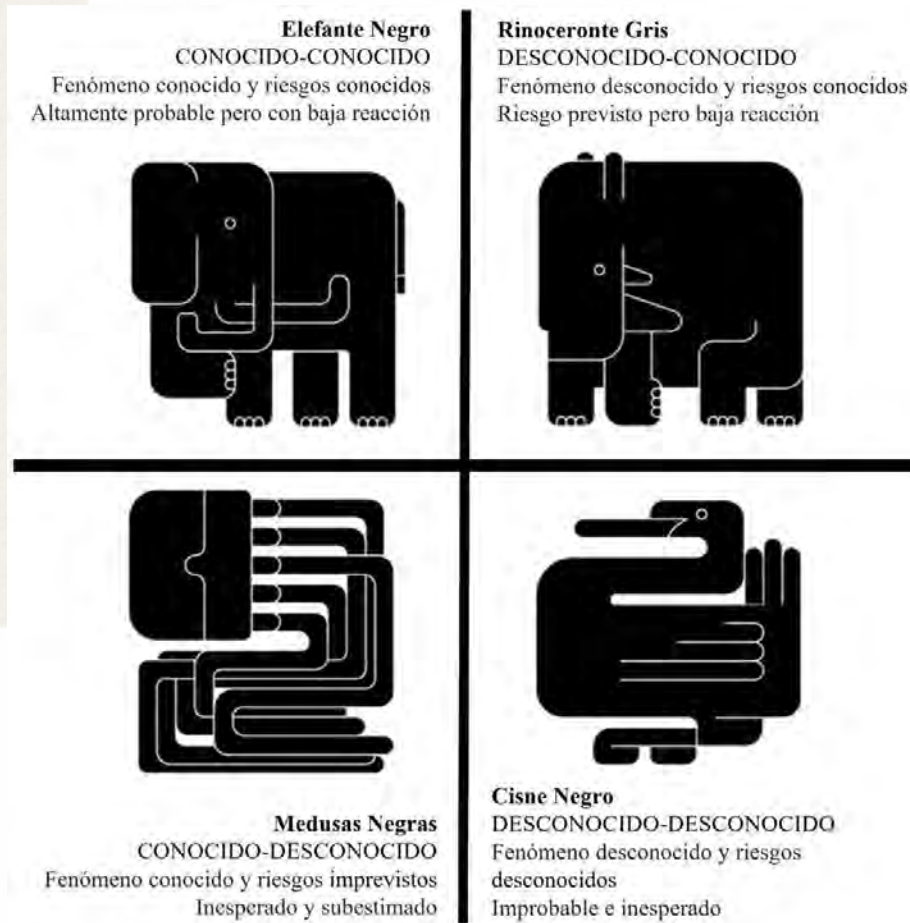 Elefante Negro
CONOCIDO-CONOCIDO
Fenómeno conocido y riesgos conocidos
Altamente probable pero con baja reacción
Rinoceronte Gris
DESCONOCIDO-CONOCIDO
Fenómeno desconocido y riesgos conocidos
Riesgo previsto pero baja reacción
Medusas Negras
CONOCIDO-DESCONOCIDO
Fenómeno conocido y riesgos imprevistos
Inesperado y subestimado
Cisne Negro
DESCONOCIDO-DESCONOCIDO
Fenómeno desconocido y riesgos
desconocidos
Improbable e inesperado